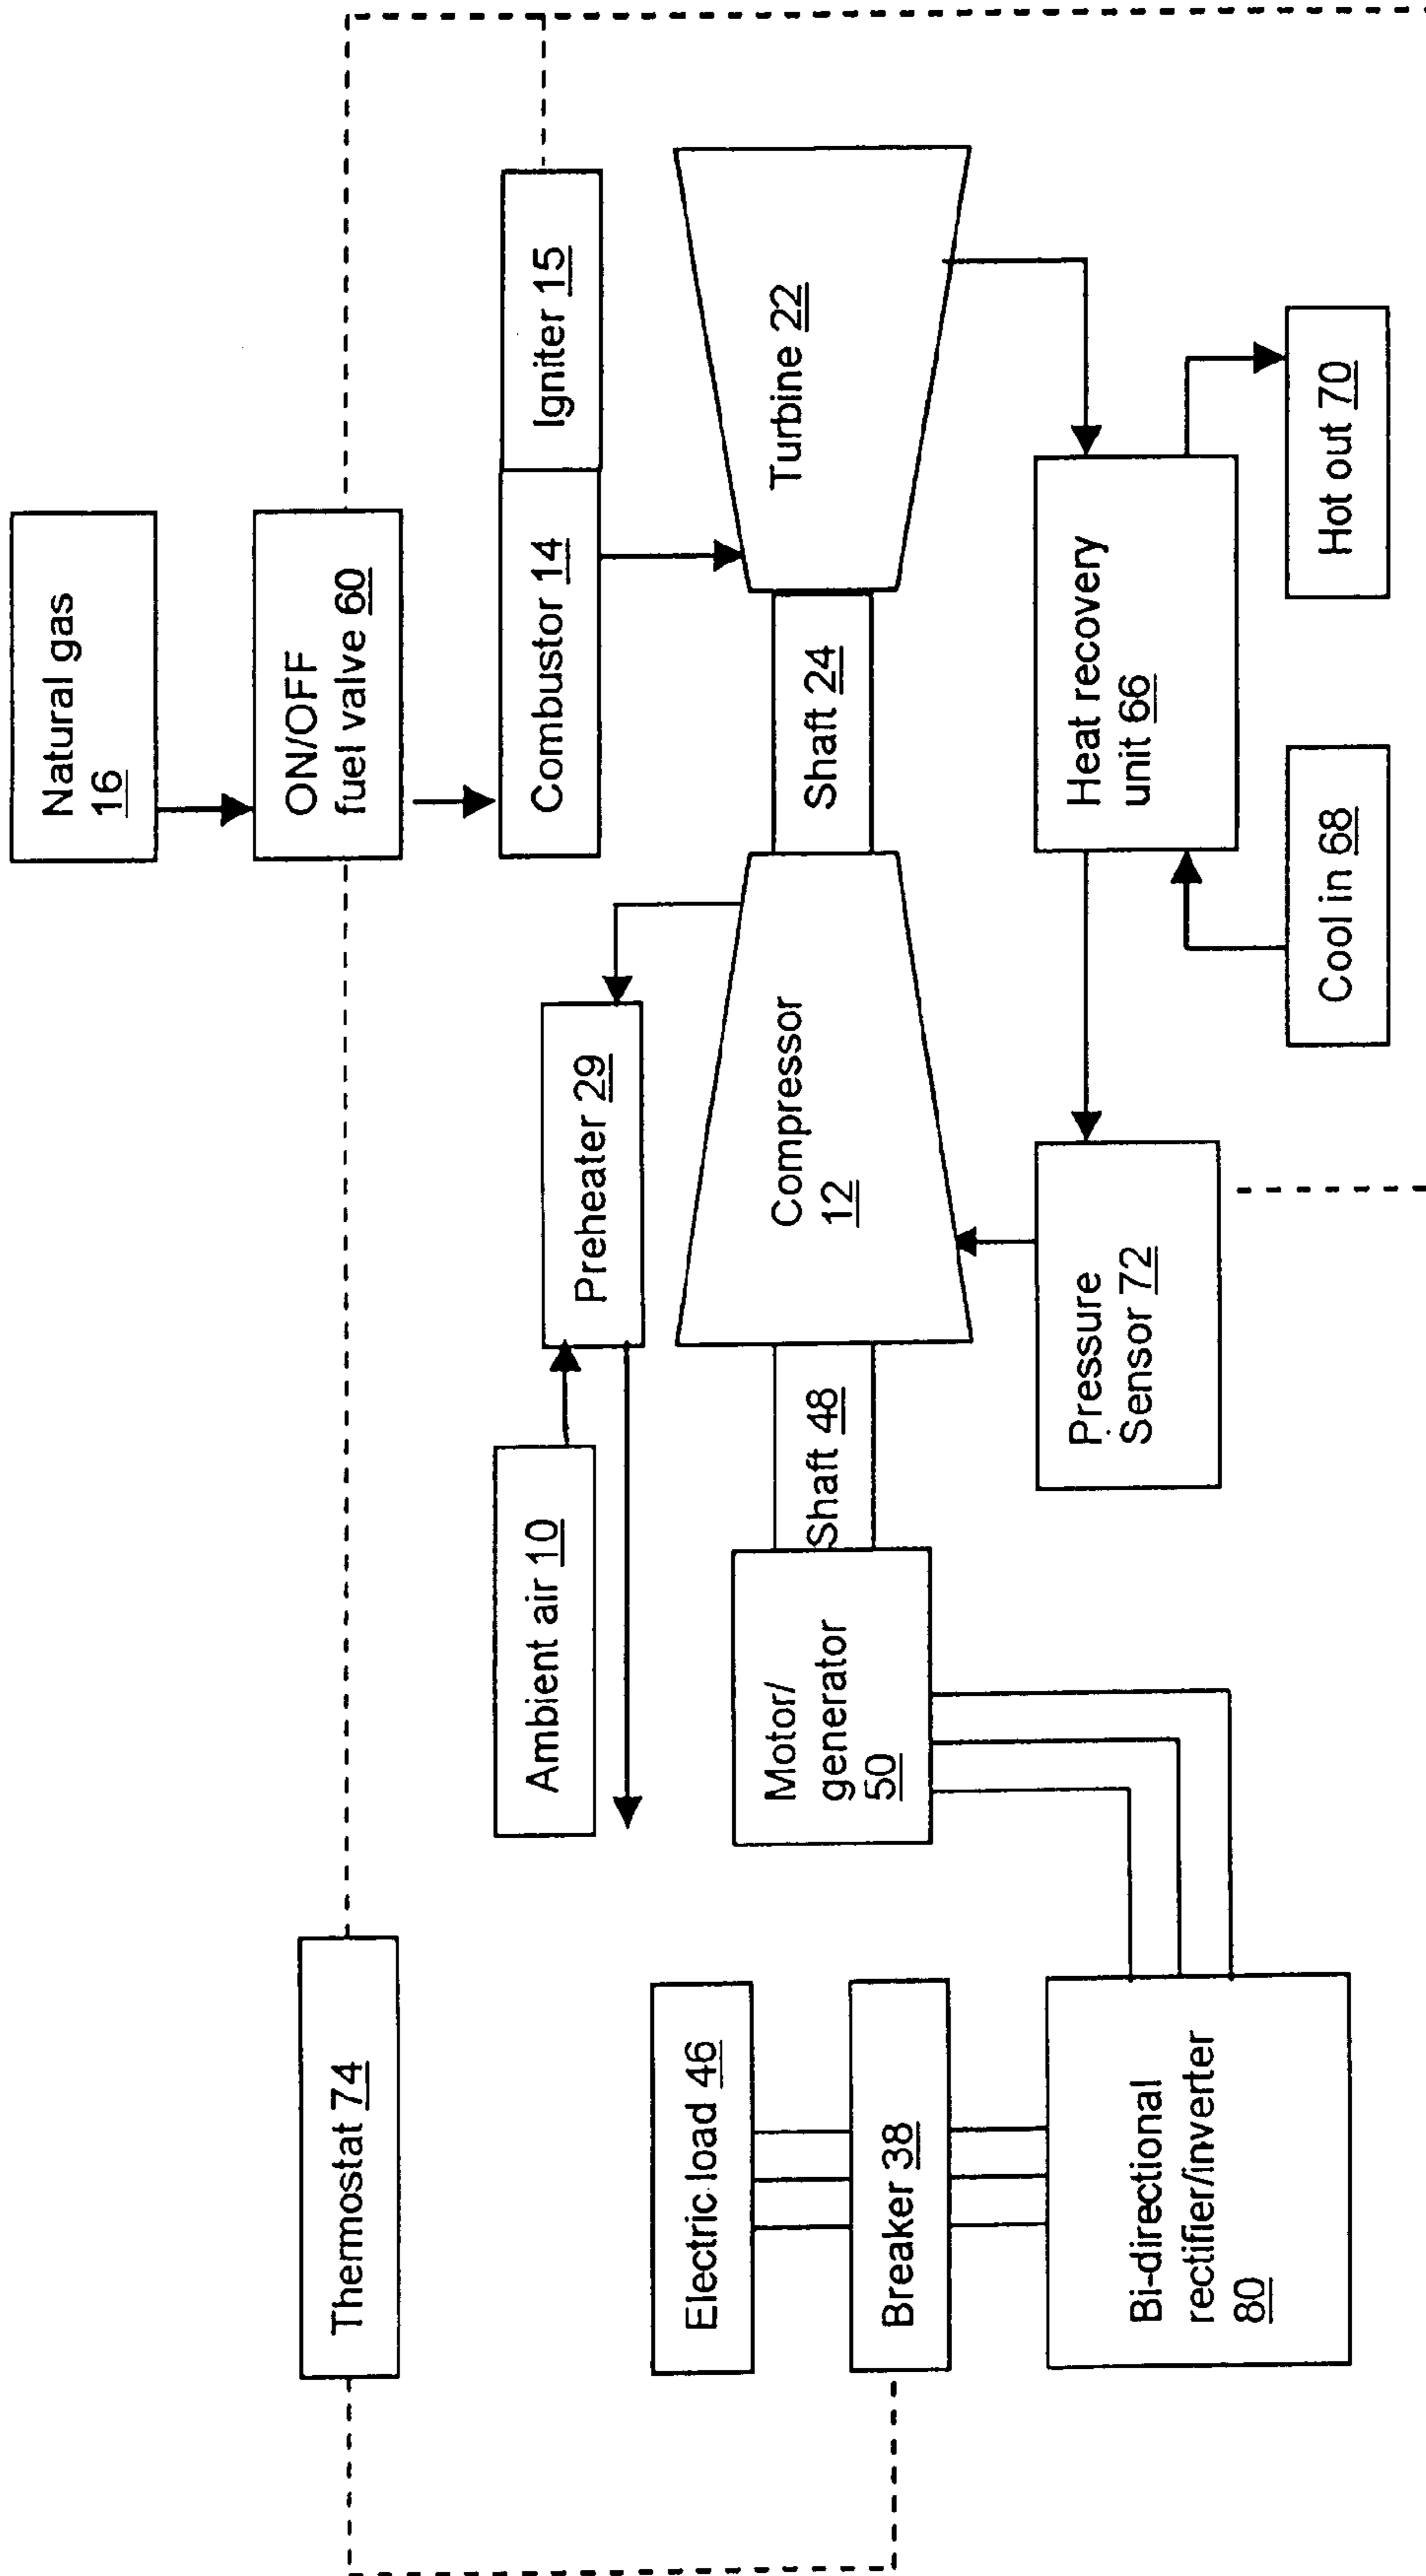 Natural gas
16
ON/OFF
fuel valve 60
Thermostat 74
Combustor 14
Igniter 15
Ambient air 10
Preheater 29
Electric load 46
Breaker 38
Bi-directional
rectifier/inverter
80
Motor/
generator
50
Shaft 48
Compressor
12
Shaft 24
Turbine 22
Pressure
Sensor 72
Heat recovery
unit 66
Cool in 68
Hot out 70